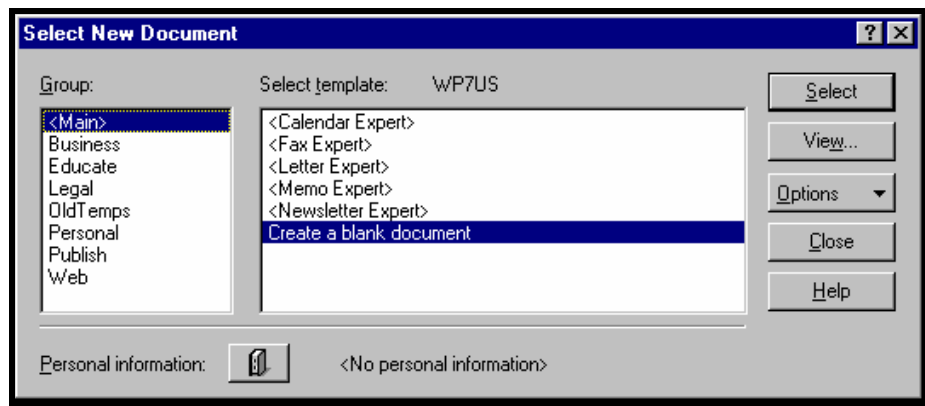 Select New Document
Group:
Select template: WP7US
<Main>
Business
Educate
Legal
OldTemps
Personal
Publish
Web
<Calendar Expert>
<Fax Expert>
<Letter Expert>
<Memo Expert>
<Newsletter Expert>
Create a blank document
Select
View...
Options
Close
Help
Personal information: <No personal information>